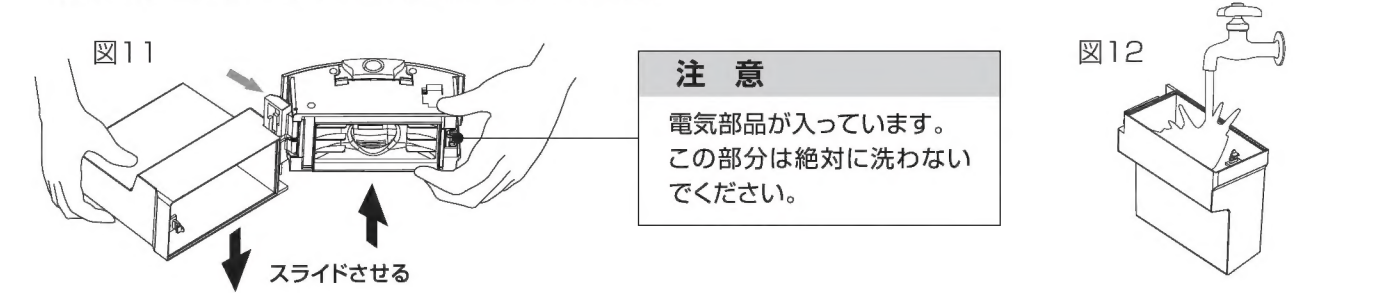 図11
スライドさせる
注 意
電気部品が入っています。
この部分は絶対に洗わない
でください。
図12